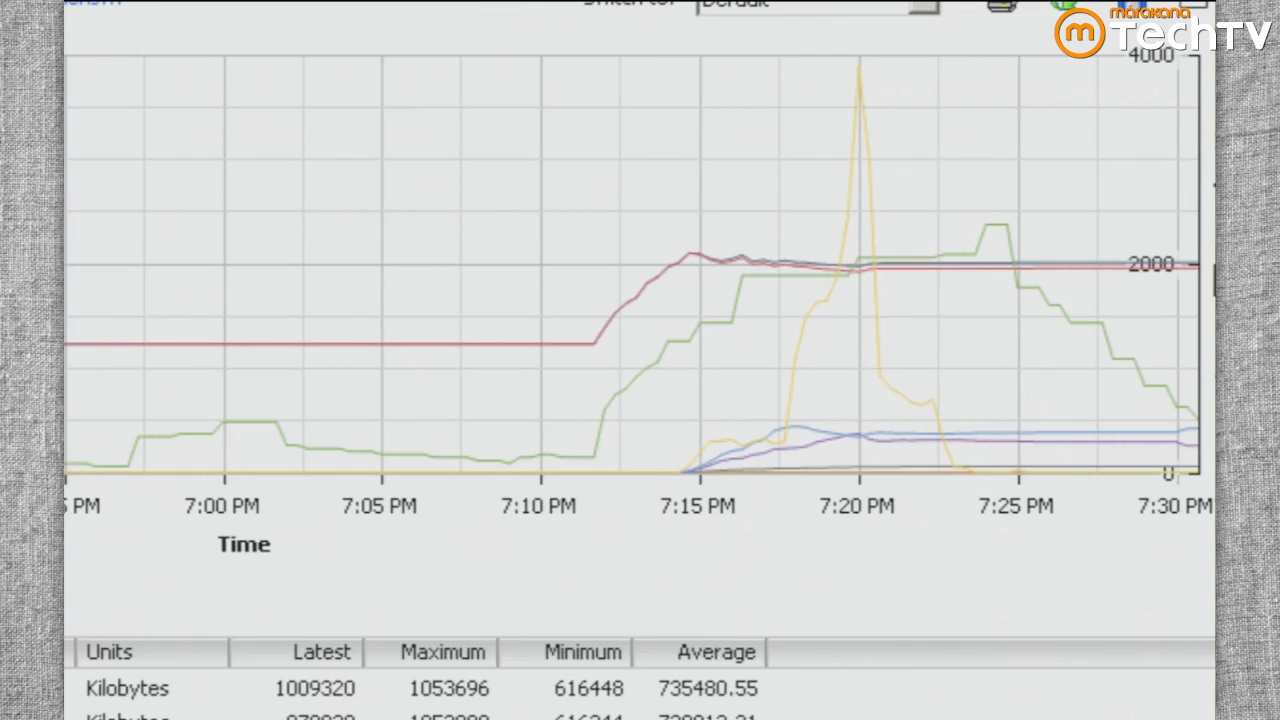 marakana
TechTV
4000
2000
0
PM
7:00 PM
7:05 PM
7:10 PM
7:15 PM
7:20 PM
7:25 PM
7:30 PM
Time
Units Latest Maximum Minimum Average
Kilobytes 1009320 1053696 616448 735480.55
Kilobytes